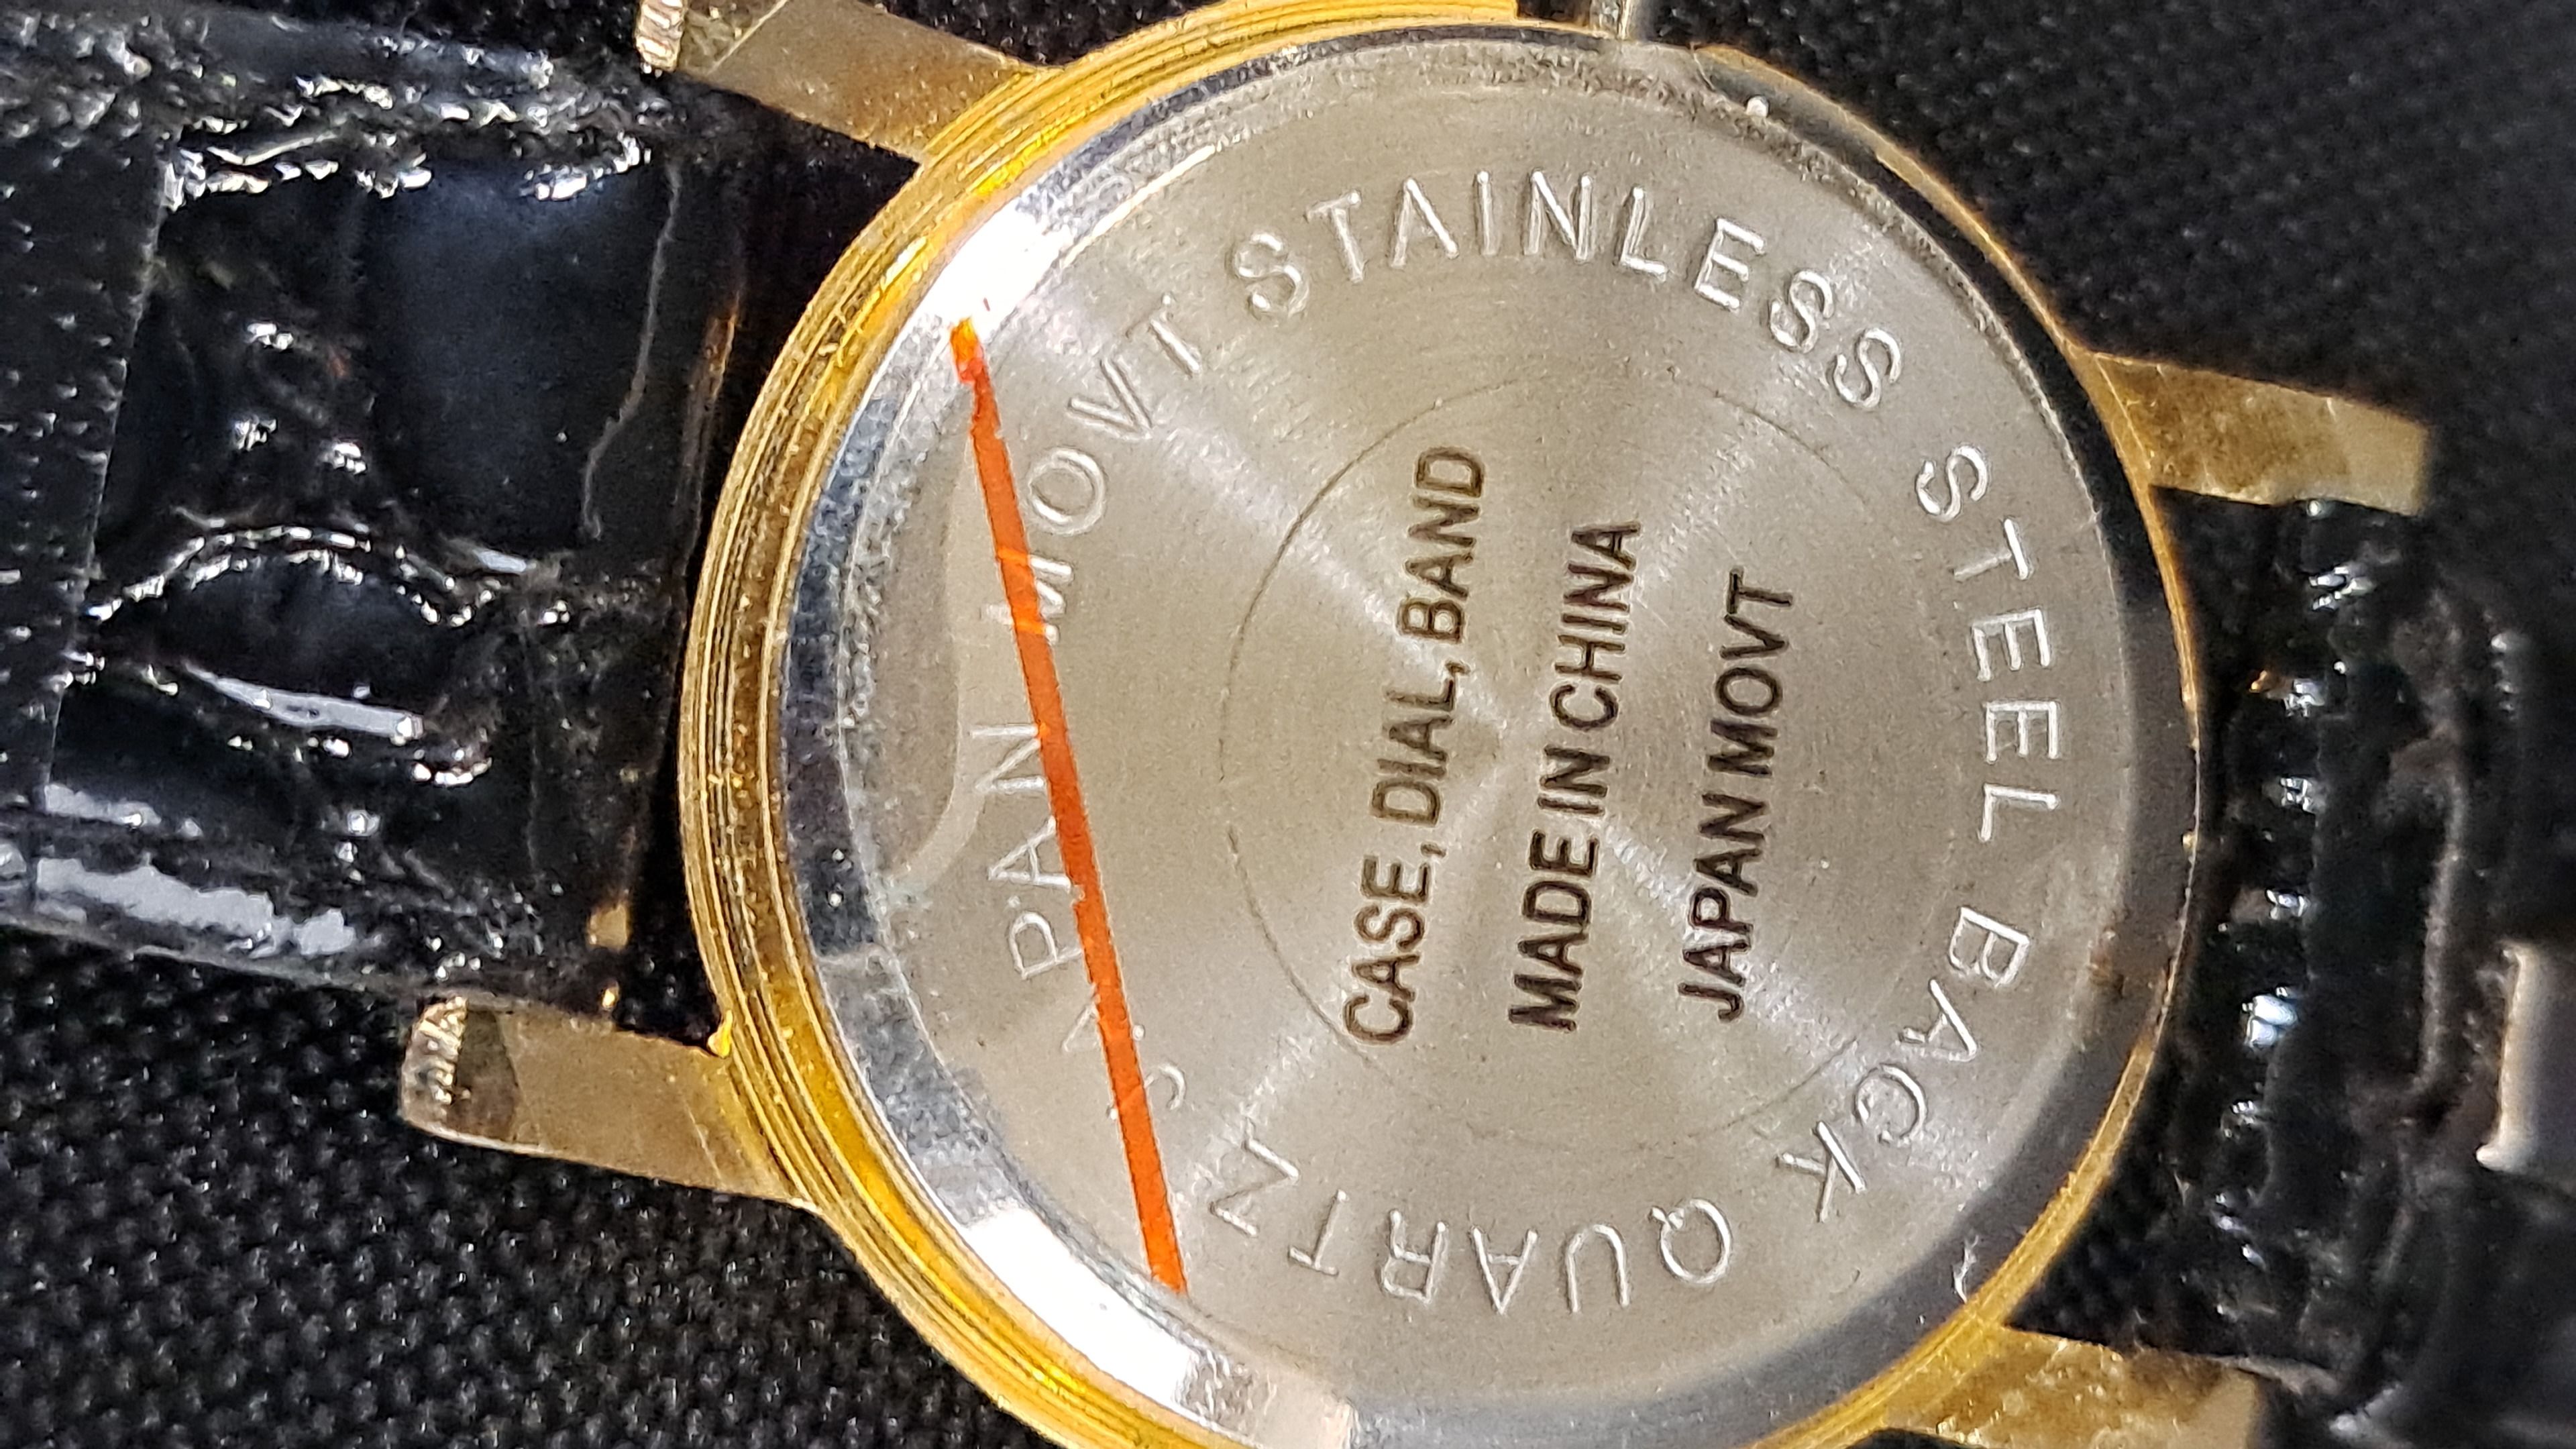 STAINLESS STEEL BACK QUARTZ JAPAN MOVT
CASE, DIAL, BAND
MADE IN CHINA
JAPAN MOVT